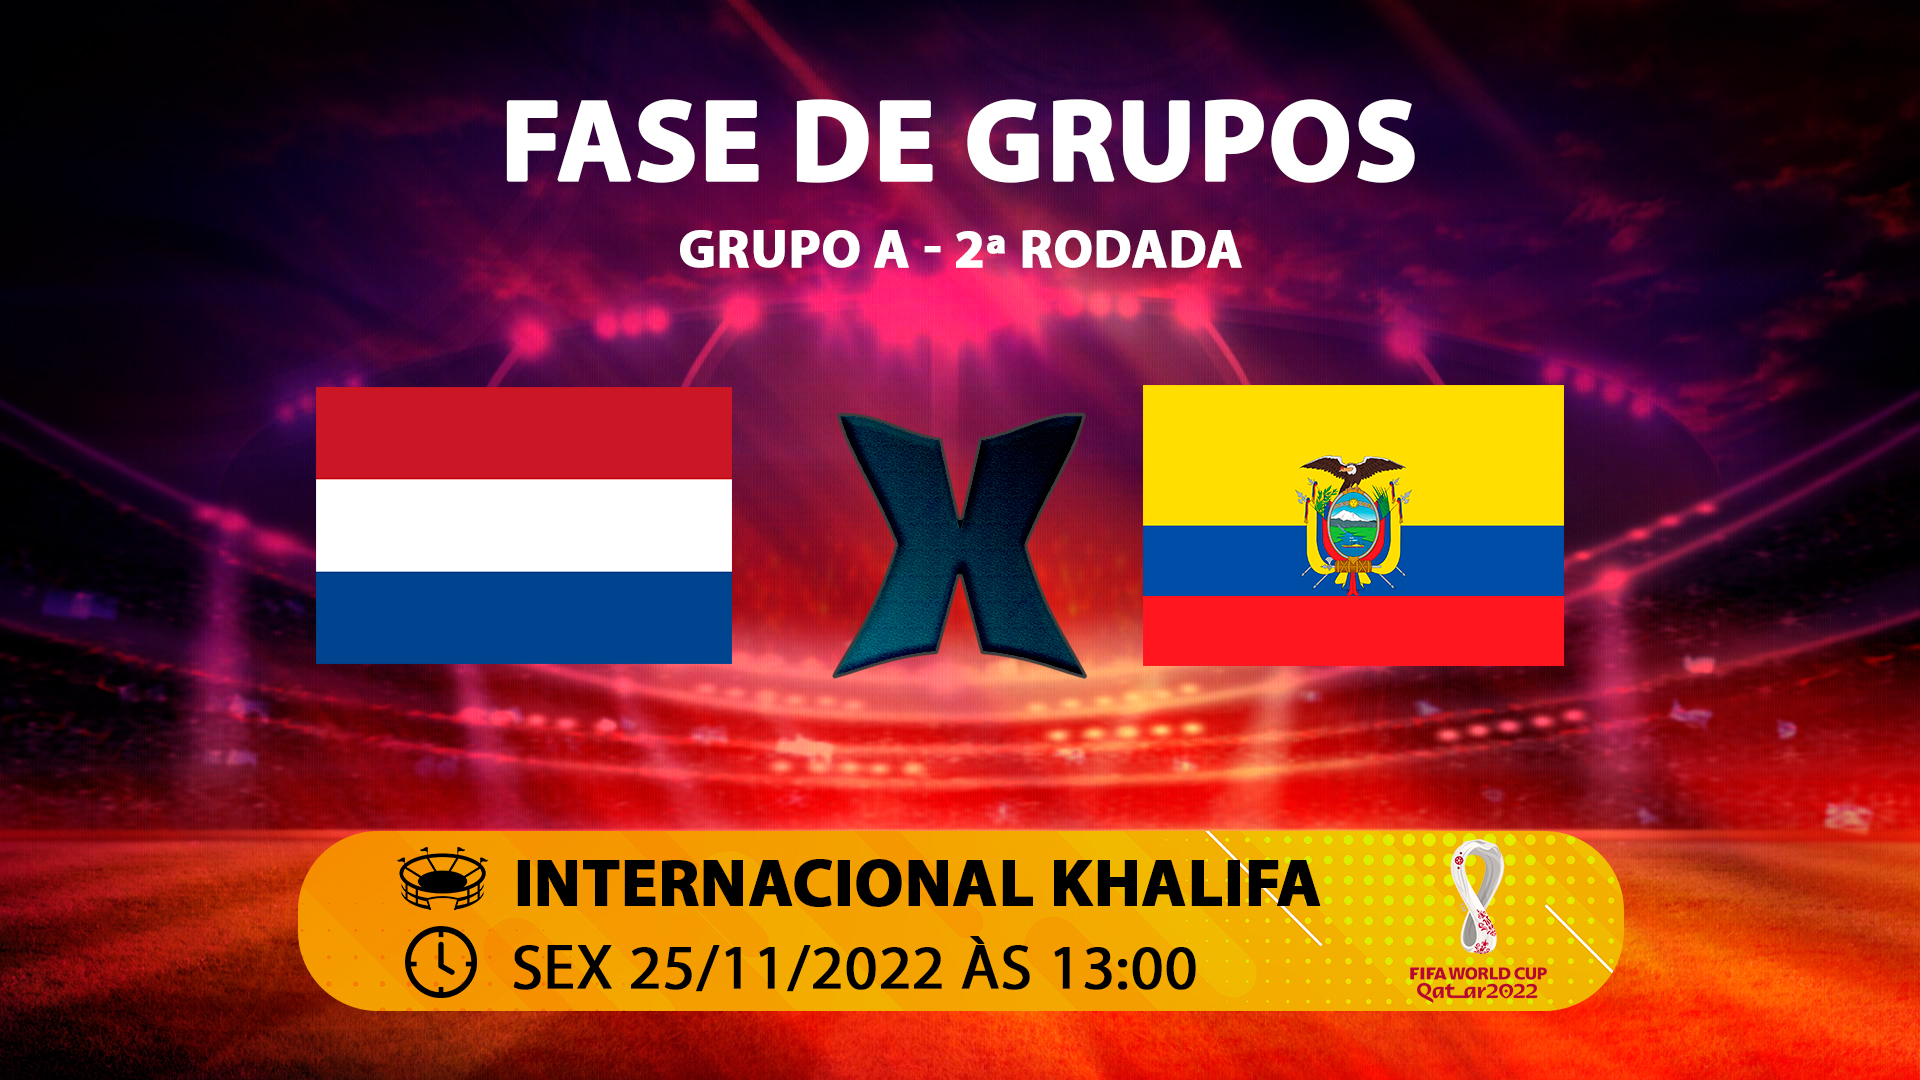 FASE DE GRUPOS
GRUPO A - 2ª RODADA
X
INTERNACIONAL KHALIFA
SEX 25/11/2022 ÀS 13:00
FIFA WORLD CUP
Qatar2022